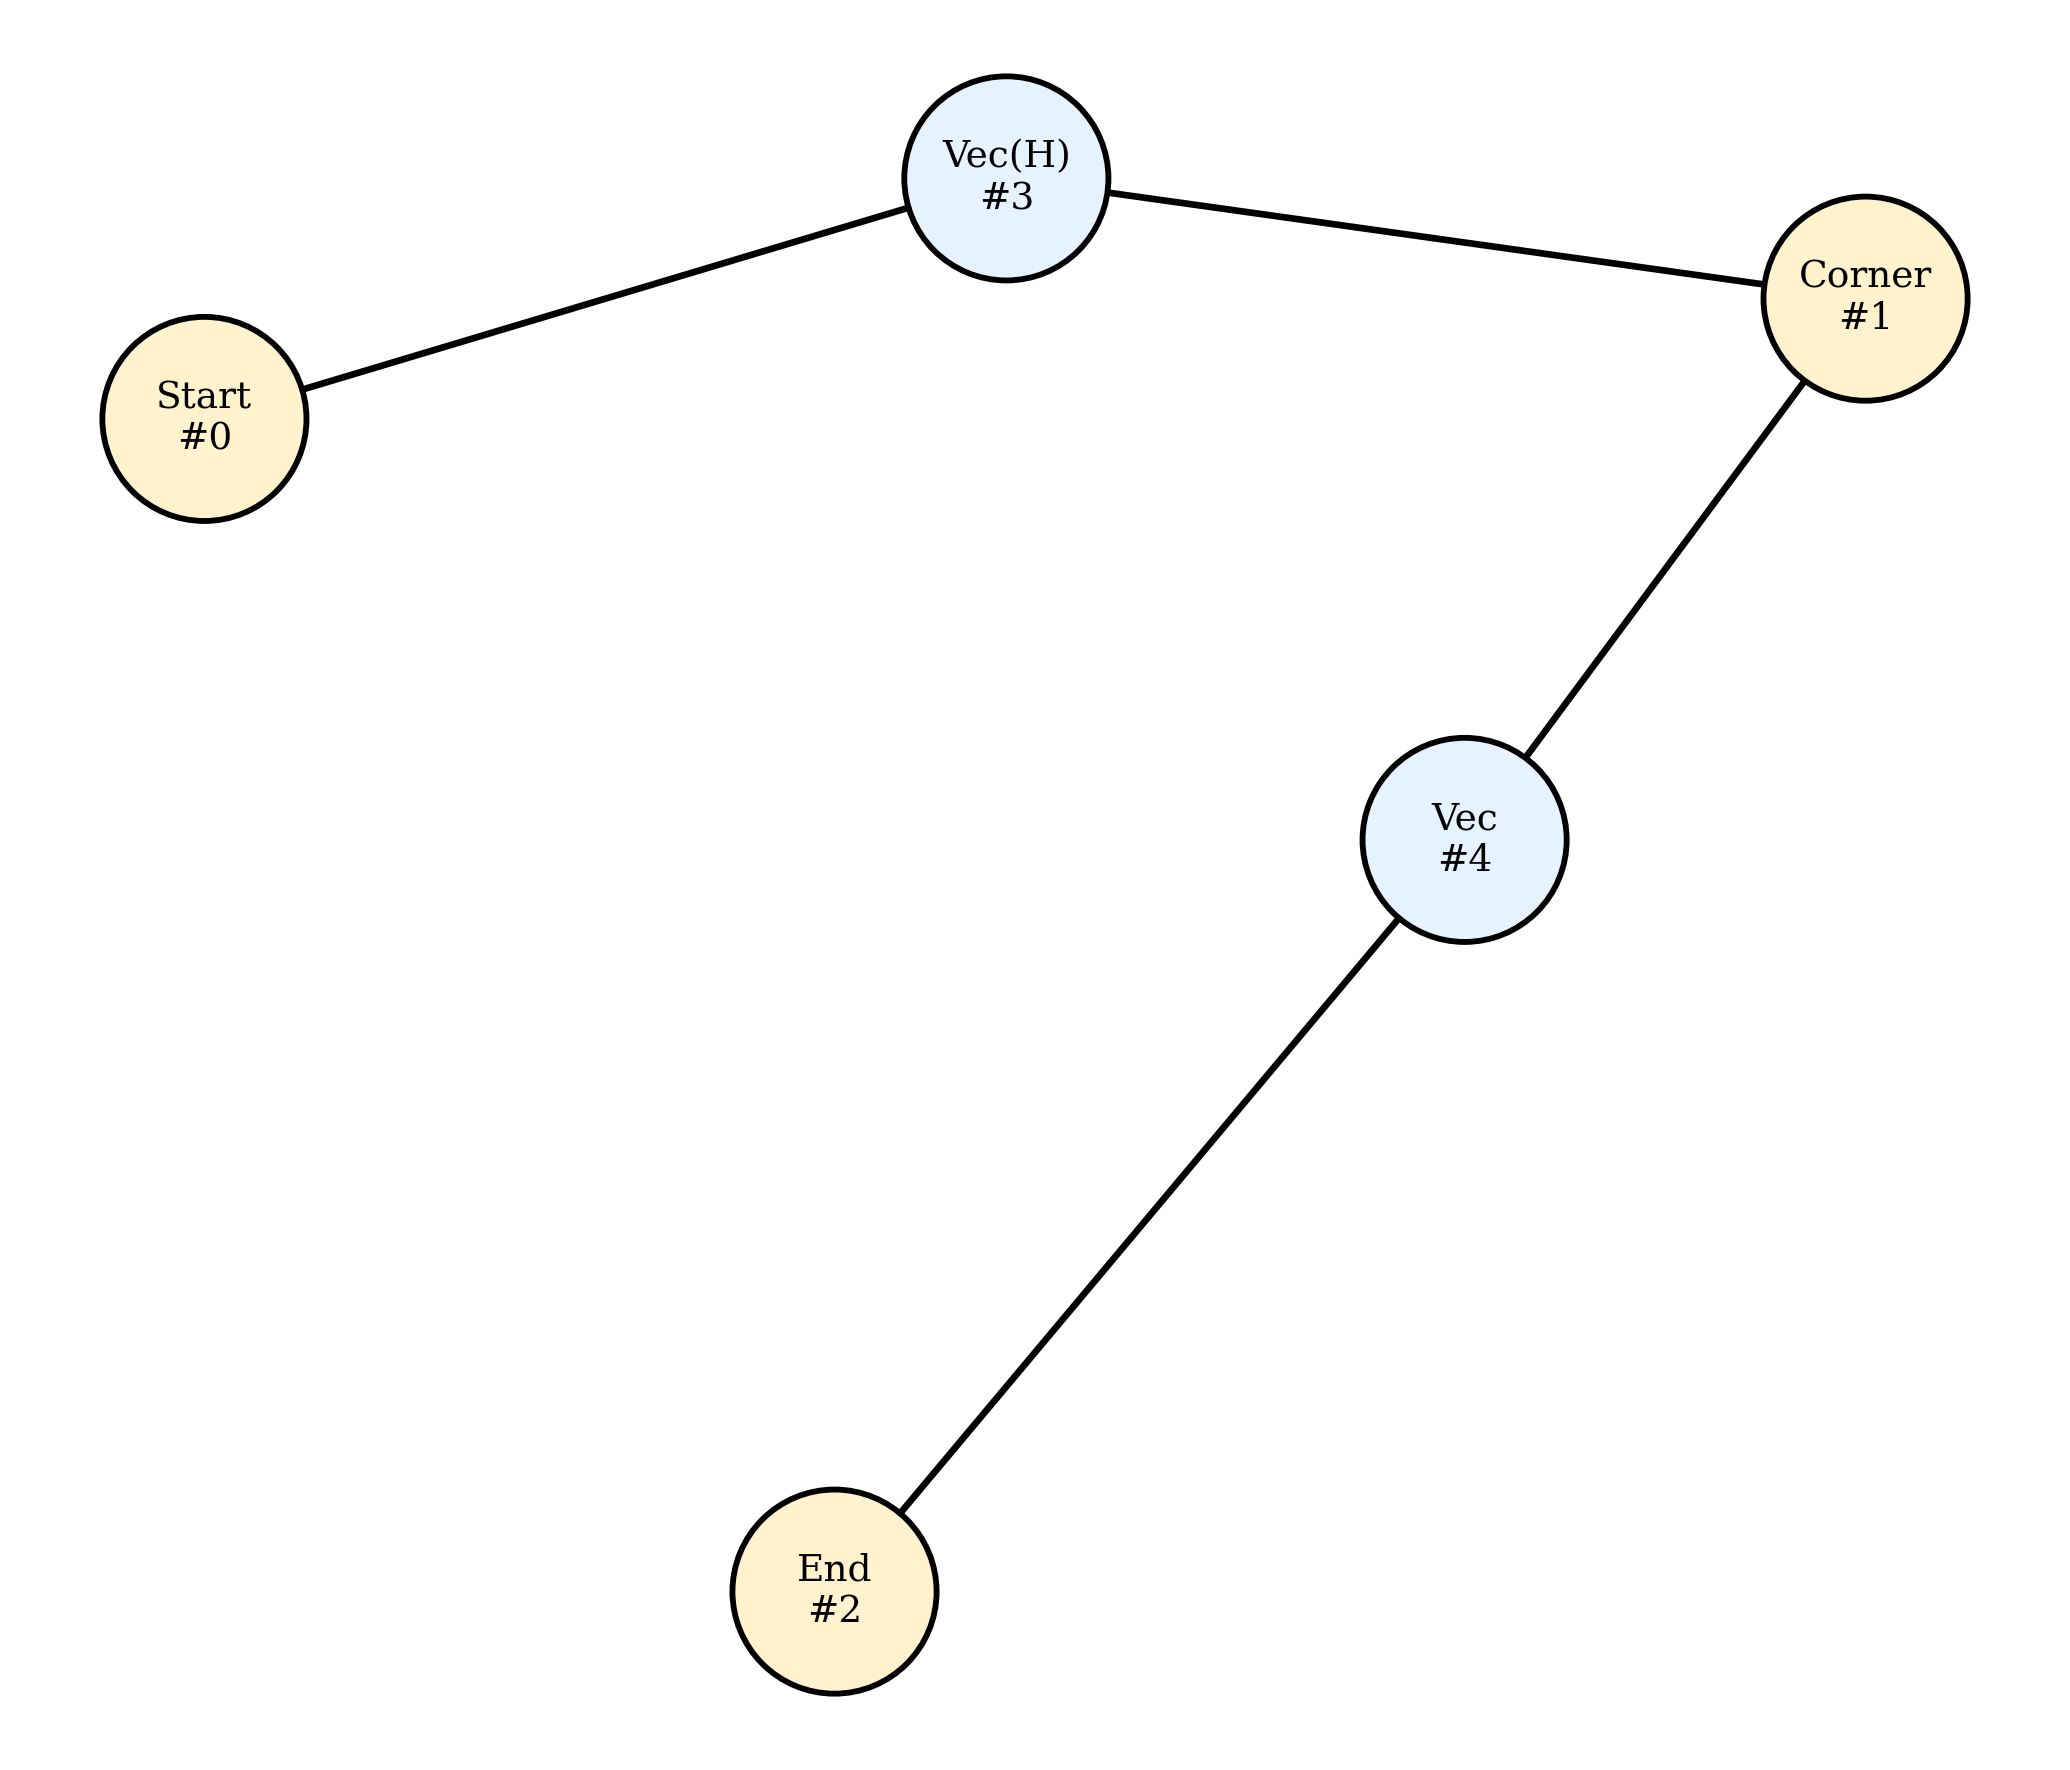 Vec(H)
#3
Corner
#1
Start
#0
Vec
#4
End
#2